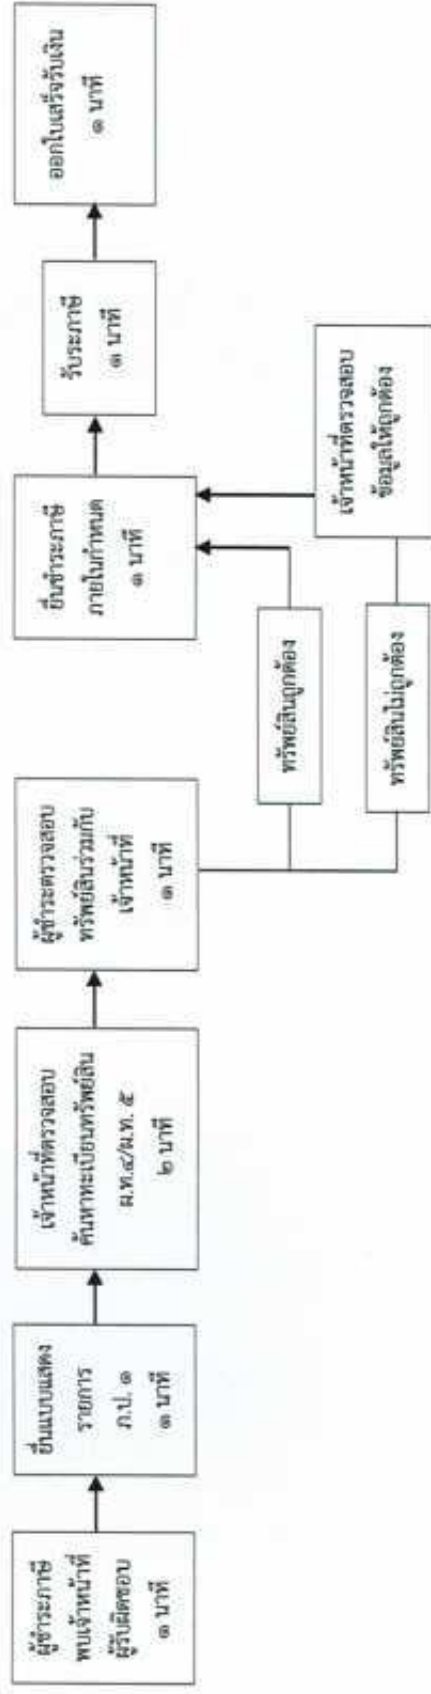 ผู้ชำระภาษี
พบเจ้าหน้าที่
ผู้รับผิดชอบ
๑ นาที
ยื่นแบบแสดง
รายการ
ภ.ป. ๑
๑ นาที
เจ้าหน้าที่ตรวจสอบ
ค้นหาทะเบียนทรัพย์สิน
ผ.ท.๔/ผ.ท. ๕
๒ นาที
ผู้ชำระตรวจสอบ
ทรัพย์สินร่วมกับ
เจ้าหน้าที่
๑ นาที
ทรัพย์สินถูกต้อง
ทรัพย์สินไม่ถูกต้อง
เจ้าหน้าที่ตรวจสอบ
ข้อมูลให้ถูกต้อง
ยื่นชำระภาษี
ภายในกำหนด
๑ นาที
รับชำระภาษี
๑ นาที
ออกใบเสร็จรับเงิน
๑ นาที